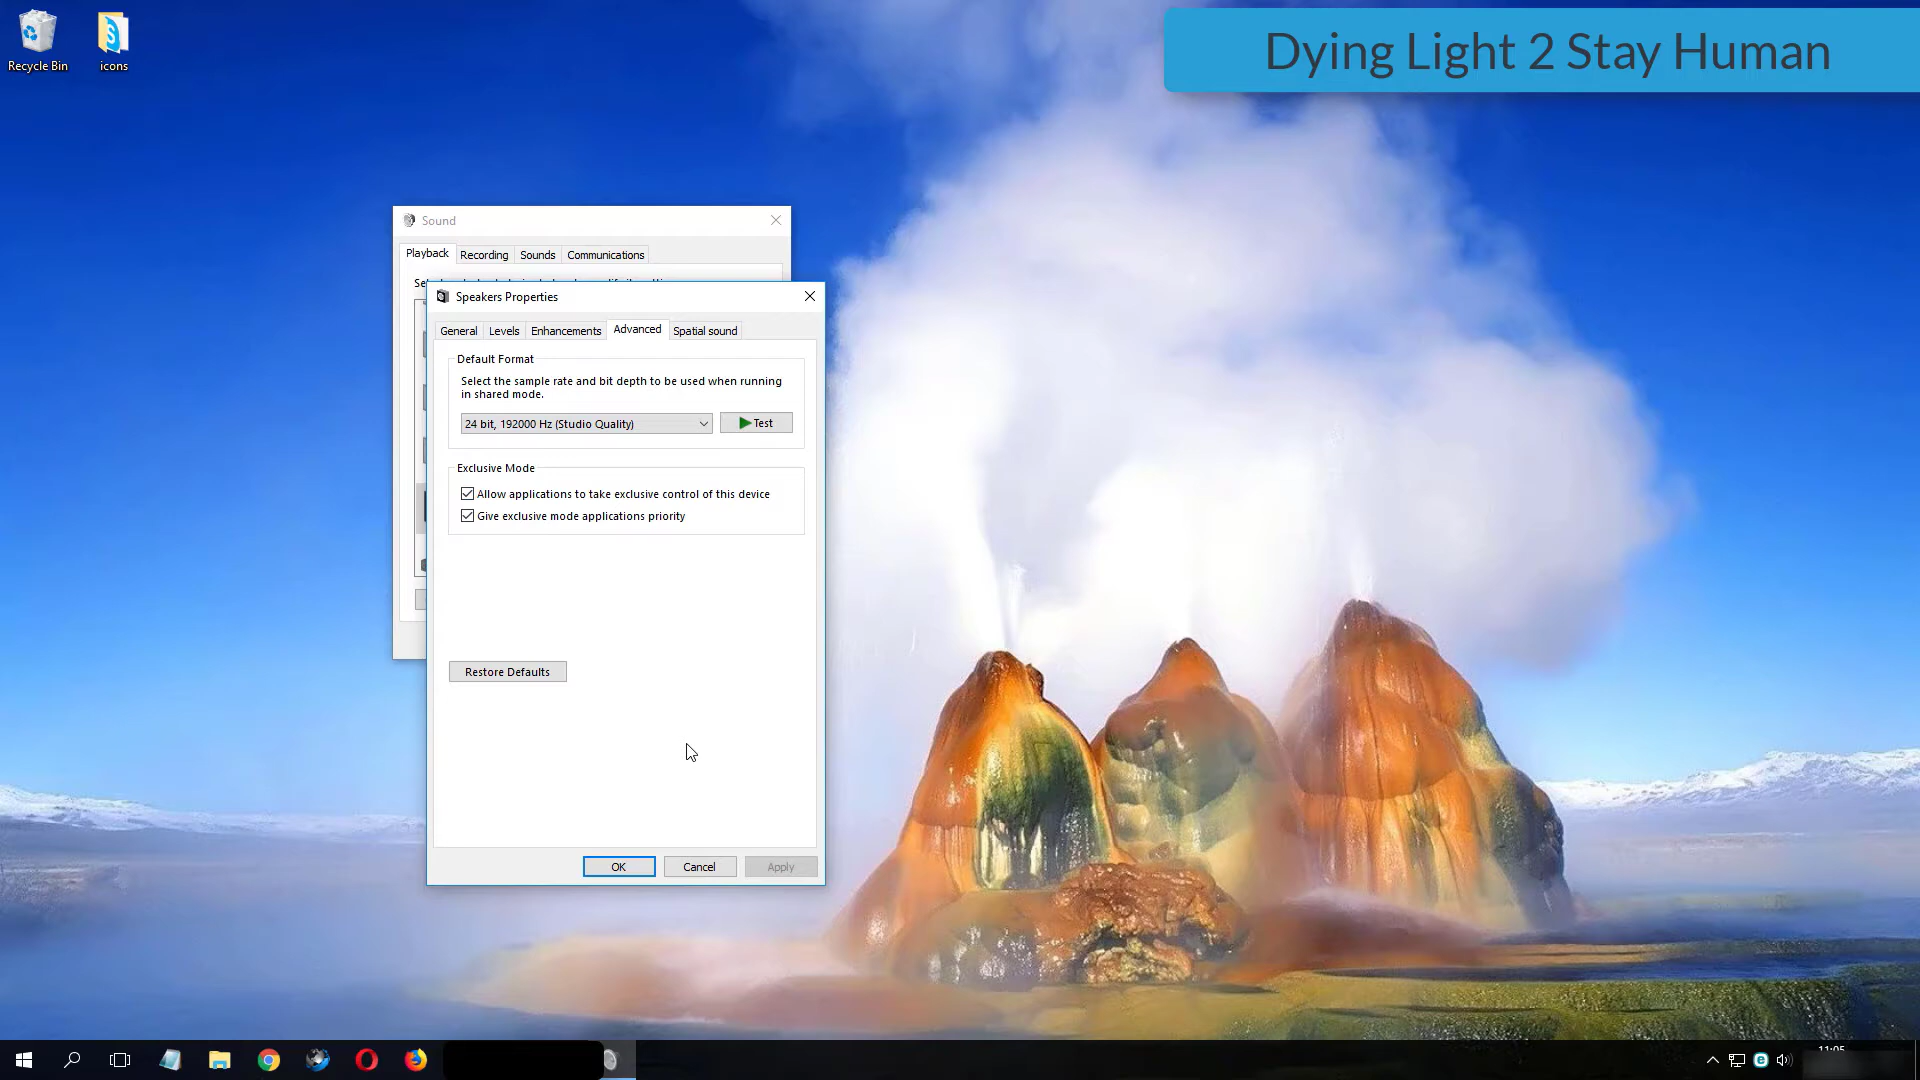 Recycle Bin
icons
Dying Light 2 Stay Human
Sound
Playback
Recording
Sounds
Communications
Speakers Properties
General
Levels
Enhancements
Advanced
Spatial sound
Default Format
Select the sample rate and bit depth to be used when running
in shared mode.
24 bit, 192000 Hz (Studio Quality)
Test
Exclusive Mode
Allow applications to take exclusive control of this device
Give exclusive mode applications priority
Restore Defaults
OK
Cancel
Apply